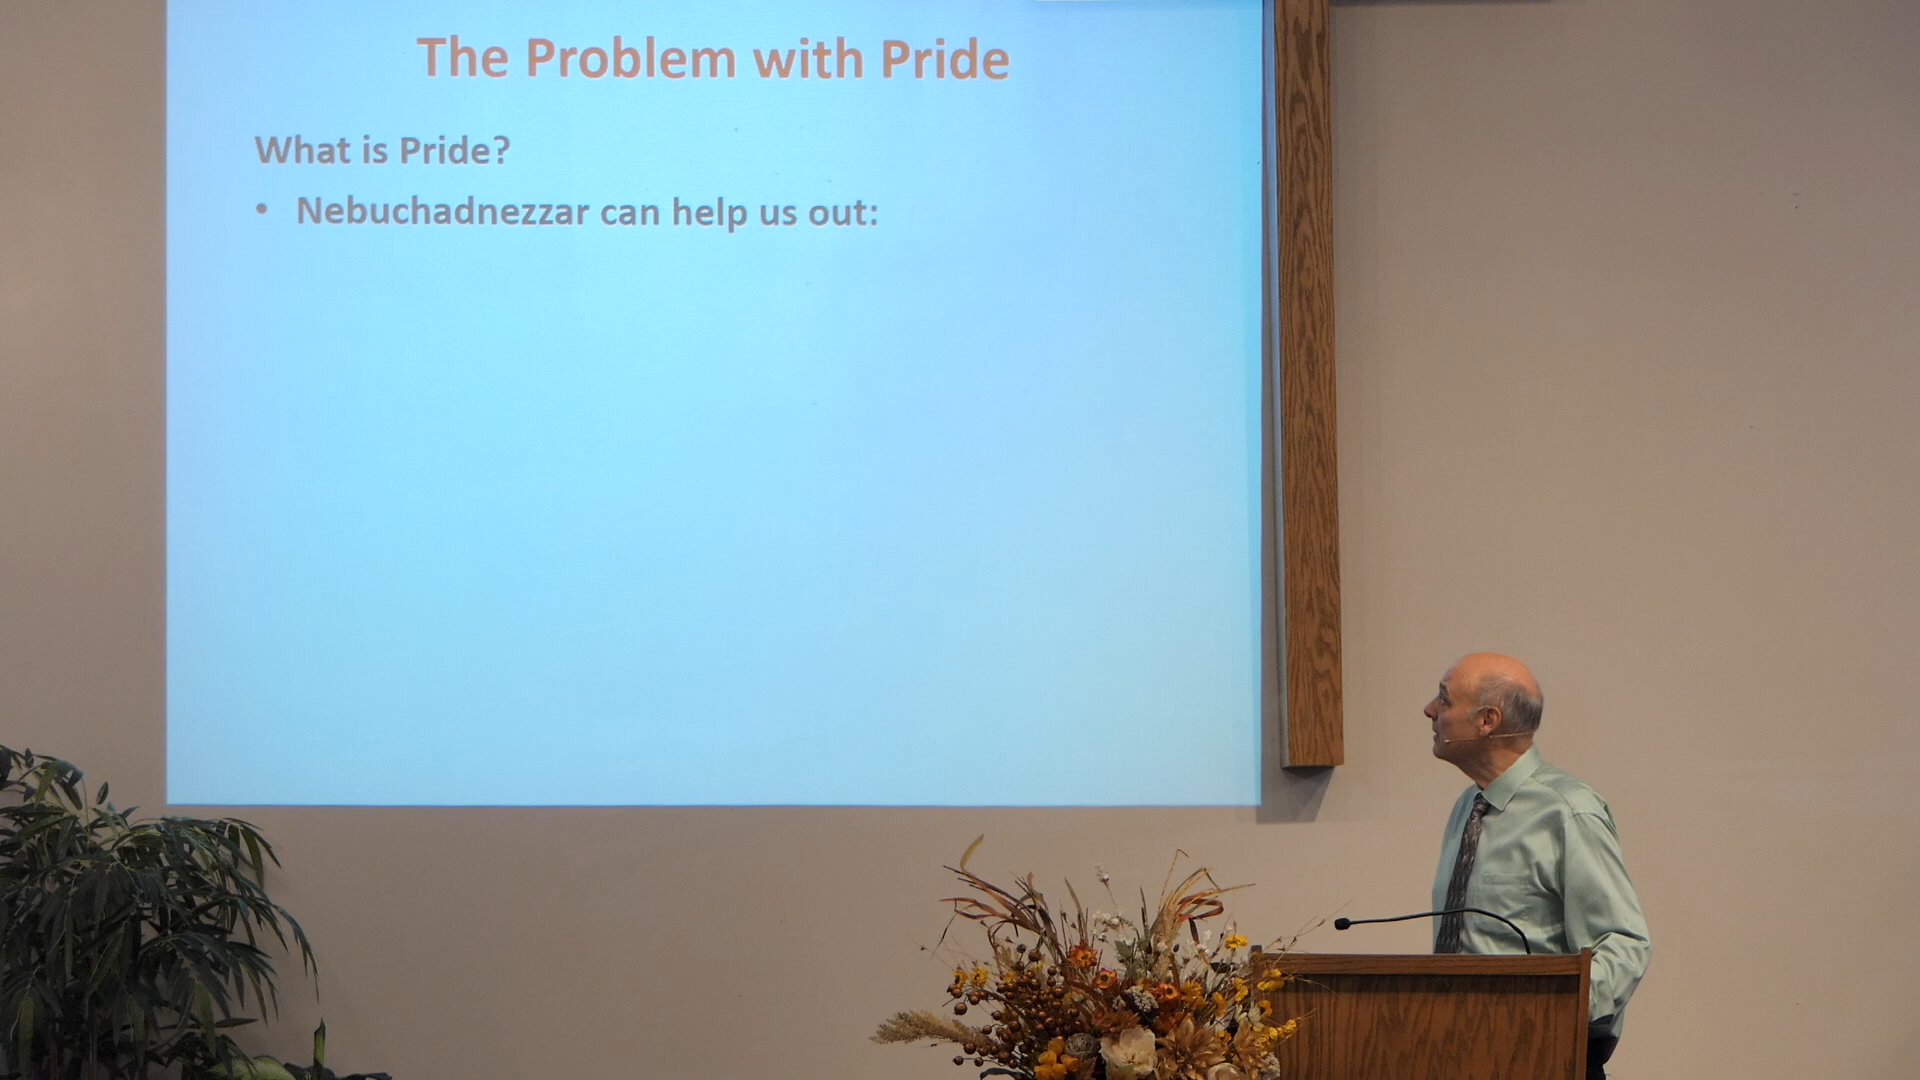 The Problem with Pride
What is Pride?
• Nebuchadnezzar can help us out: